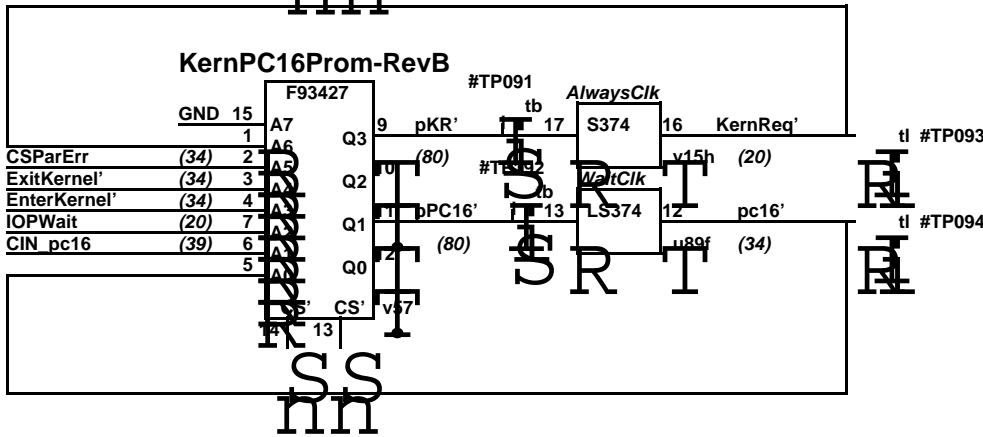 KernPC16Prom-RevB
#TP091
F93427
AlwaysClk
tb
GND 15
A7
S374
1
9 pKR’
17
16 KernReq’
Q3
tl #TP093
A6
CSParErr (34) 2
(80)
v15h (20)
A5
ExitKernel’ (34) 3
Q2
WaitClk
tb
EnterKernel’ (34) 4
IOPWait (20) 7
pPC16’
13
LS374
12 pc16’
Q1
tl #TP094
CIN_pc16 (39) 6
(80)
u89f (34)
5
Q0
CS’
v57
13
S R T R
S R T R
S S
n n